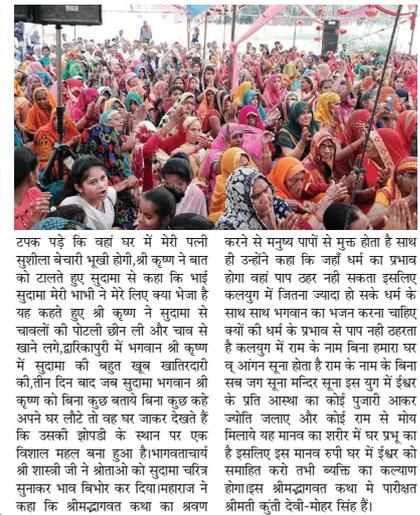 टपक पड़े कि वहां घर में मेरी पत्नी
सुशीला बेचारी भूखी होगी,श्री कृष्ण ने बात
को टालते हुए सुदामा से कहा कि भाई
सुदामा मेरी भाभी ने मेरे लिए क्या भेजा है
यह कहते हुए श्री कृष्ण ने सुदामा से
चावलों की पोटली छीन ली और चाव से
खाने लगे,द्वारिकापुरी में भगवान श्री कृष्ण
में सुदामा की बहुत खूब खातिरदारी
की,तीन दिन बाद जब सुदामा भगवान श्री
कृष्ण को बिना कुछ बताये बिना कुछ कहे
अपने घर लौटे तो वह घर जाकर देखते हैं
कि उसकी झोपडी के स्थान पर एक
विशाल महल बना हुआ है।भागवताचार्य
श्री शास्त्री जी ने श्रोताओ को सुदामा चरित्र
सुनाकर भाव बिभोर कर दिया।महाराज ने
कहा कि श्रीमद्भागवत कथा का श्रवण
करने से मनुष्य पापों से मुक्त होता है साथ
ही उन्होंने कहा कि जहाँ धर्म का प्रभाव
होगा वहां पाप ठहर नही सकता इसलिए
कलयुग में जितना ज्यादा हो सके धर्म के
साथ साथ भगवान का भजन करना चाहिए
क्यों की धर्म के प्रभाव से पाप नही ठहरता
है कलयुग में राम के नाम बिना हमारा घर
व् आंगन सूना होता है राम के नाम के बिना
सब जग सूना मन्दिर सूना इस युग में ईश्वर
के प्रति आस्था का कोई पुजारी आकर
ज्योति जलाए और कोई राम से मोय
मिलाये यह मानव का शरीर में घर प्रभू का
है इसलिए इस मानव रुपी घर में ईश्वर को
समाहित करो तभी ब्यक्ति का कल्याण
होगा।इस श्रीमद्भागवत कथा मे परीक्षत
श्रीमती कुंती देवी-मोहर सिंह हैं।